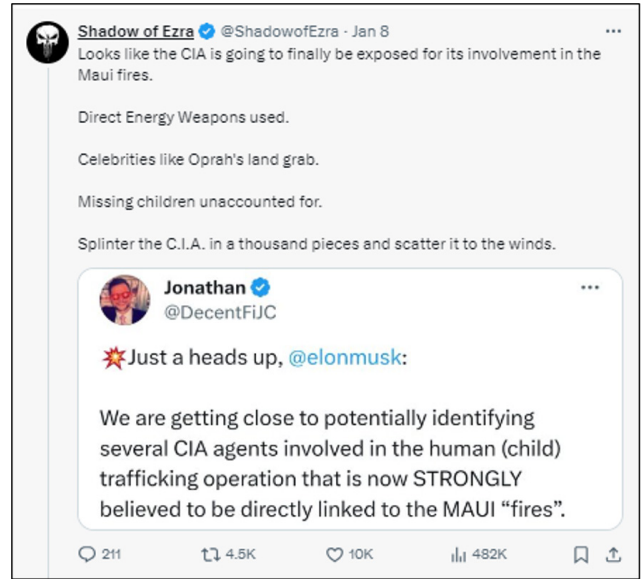 Shadow of Ezra @ShadowofEzra · Jan 8
Looks like the CIA is going to finally be exposed for its involvement in the
Maui fires.
Direct Energy Weapons used.
Celebrities like Oprah's land grab.
Missing children unaccounted for.
Splinter the C.I.A. in a thousand pieces and scatter it to the winds.
Jonathan
@DecentFiJC
💥Just a heads up, @elonmusk:
We are getting close to potentially identifying
several CIA agents involved in the human (child)
trafficking operation that is now STRONGLY
believed to be directly linked to the MAUI “fires”.
211 4.5K 10K 482K